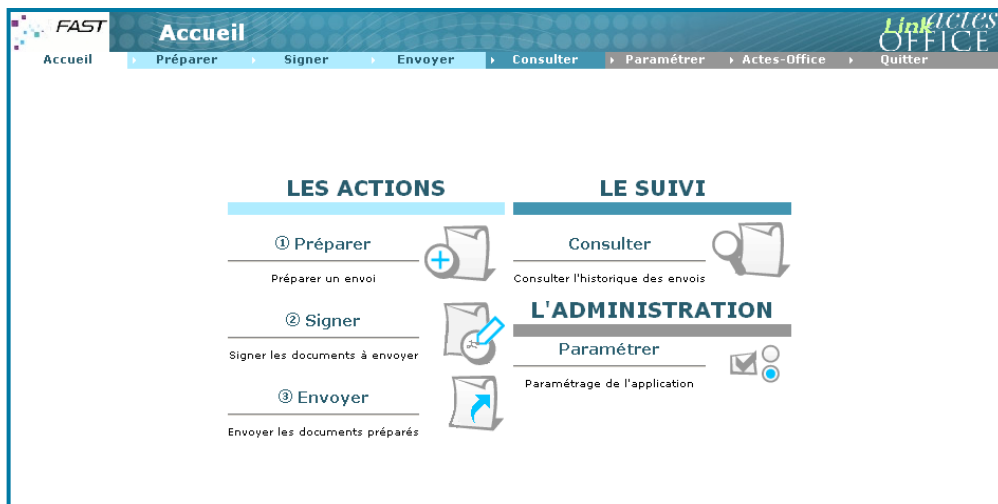 FAST
Accueil
Linkactes
OFFICE
Accueil Préparer Signer Envoyer Consulter Paramétrer Actes-Office Quitter
LES ACTIONS
① Préparer
Préparer un envoi
② Signer
Signer les documents à envoyer
③ Envoyer
Envoyer les documents préparés
LE SUIVI
Consulter
Consulter l'historique des envois
L'ADMINISTRATION
Paramétrer
Paramétrage de l'application